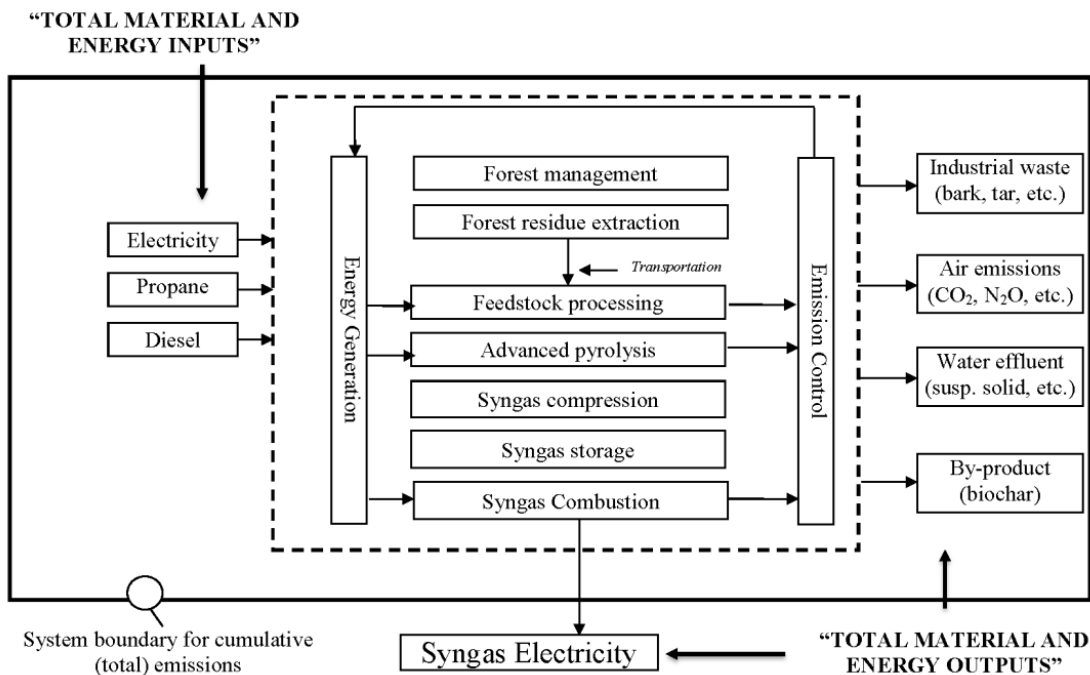 “TOTAL MATERIAL AND
ENERGY INPUTS”
Electricity
Propane
Diesel
Energy Generation
Forest management
Forest residue extraction
Transportation
Feedstock processing
Advanced pyrolysis
Syngas compression
Syngas storage
Syngas Combustion
Emission Control
Industrial waste
(bark, tar, etc.)
Air emissions
(CO₂, N₂O, etc.)
Water effluent
(susp. solid, etc.)
By-product
(biochar)
System boundary for cumulative
(total) emissions
Syngas Electricity
“TOTAL MATERIAL AND
ENERGY OUTPUTS”